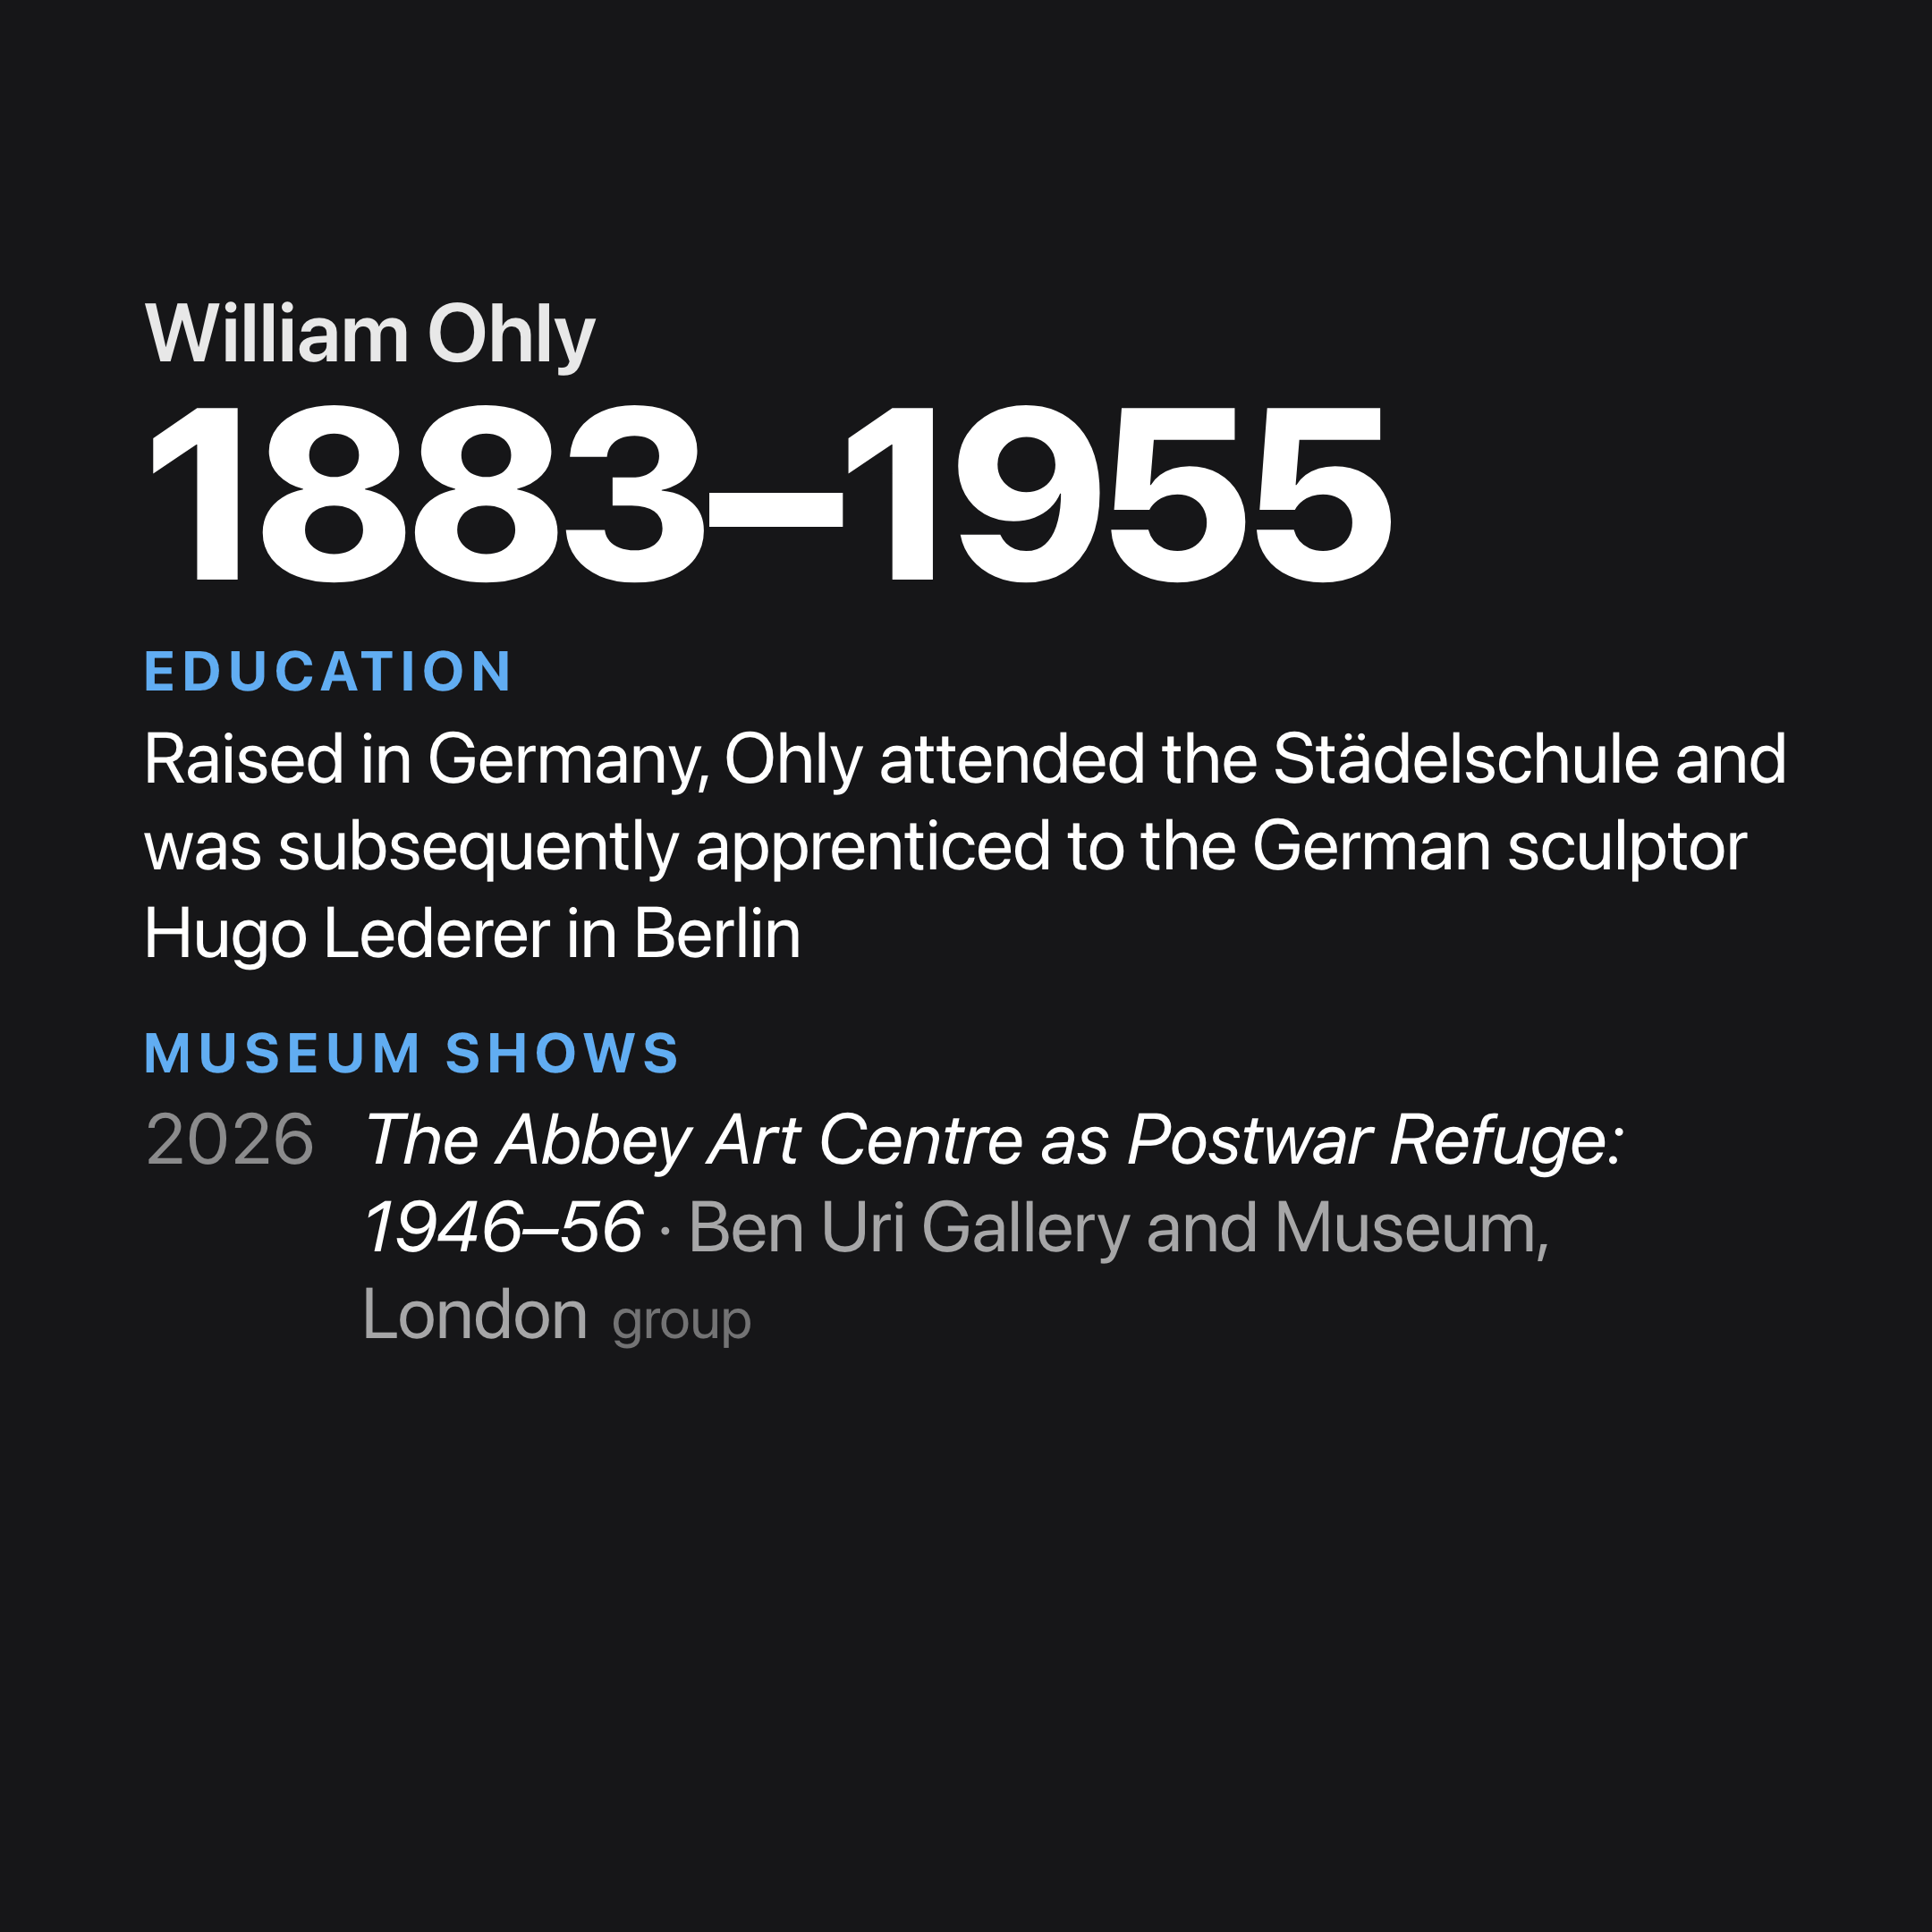 William Ohly
1883–1955
EDUCATION
Raised in Germany, Ohly attended the Städelschule and
was subsequently apprenticed to the German sculptor
Hugo Lederer in Berlin
MUSEUM SHOWS
2026 The Abbey Art Centre as Postwar Refuge:
1946–56 · Ben Uri Gallery and Museum,
London group